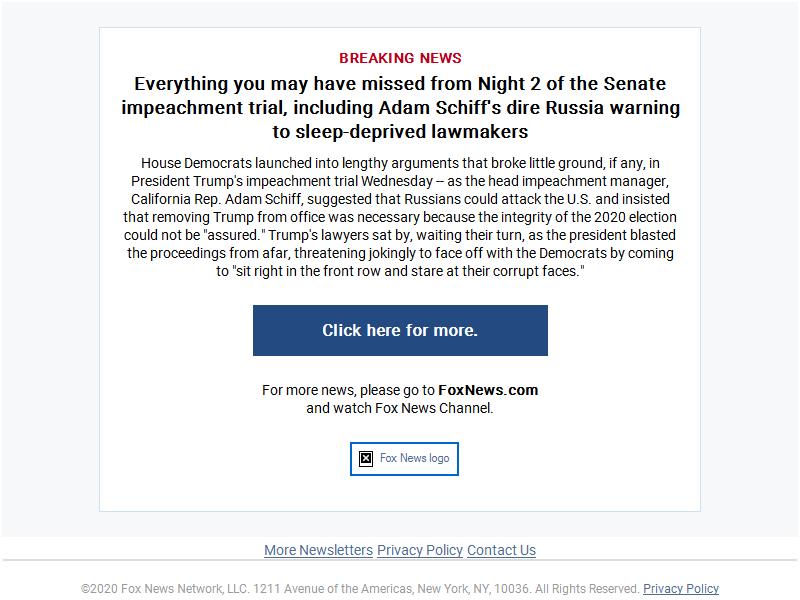 BREAKING NEWS
Everything you may have missed from Night 2 of the Senate
impeachment trial, including Adam Schiff's dire Russia warning
to sleep-deprived lawmakers
House Democrats launched into lengthy arguments that broke little ground, if any, in
President Trump's impeachment trial Wednesday -- as the head impeachment manager,
California Rep. Adam Schiff, suggested that Russians could attack the U.S. and insisted
that removing Trump from office was necessary because the integrity of the 2020 election
could not be "assured." Trump's lawyers sat by, waiting their turn, as the president blasted
the proceedings from afar, threatening jokingly to face off with the Democrats by coming
to "sit right in the front row and stare at their corrupt faces."
Click here for more.
For more news, please go to FoxNews.com
and watch Fox News Channel.
Fox News logo
More Newsletters Privacy Policy Contact Us
©2020 Fox News Network, LLC. 1211 Avenue of the Americas, New York, NY, 10036. All Rights Reserved. Privacy Policy